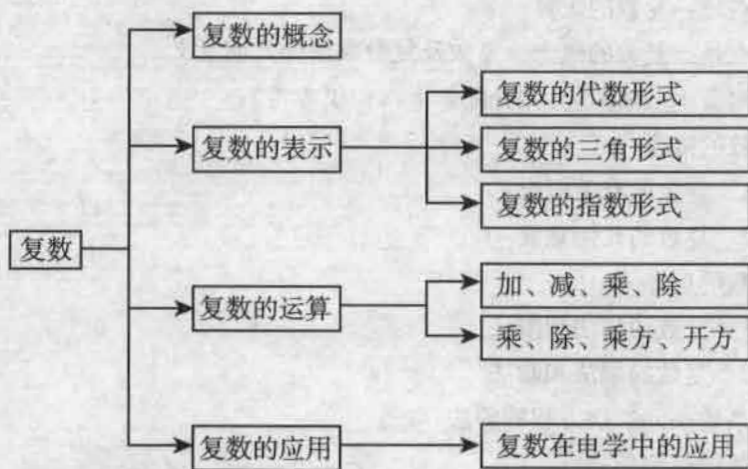 复数的概念
复数的代数形式
复数的表示
复数的三角形式
复数的指数形式
复数
加、减、乘、除
复数的运算
乘、除、乘方、开方
复数的应用
复数在电学中的应用